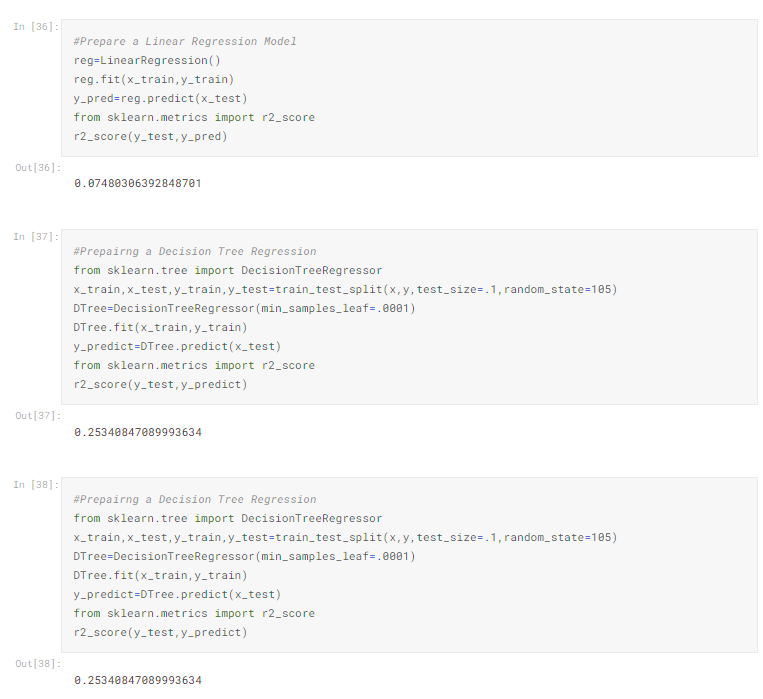 In [36]:
#Prepare a Linear Regression Model
reg=LinearRegression()
reg.fit(x_train,y_train)
y_pred=reg.predict(x_test)
from sklearn.metrics import r2_score
r2_score(y_test,y_pred)
Out[36]:
0.07480306392848701
In [37]:
#Prepairng a Decision Tree Regression
from sklearn.tree import DecisionTreeRegressor
x_train,x_test,y_train,y_test=train_test_split(x,y,test_size=.1,random_state=105)
DTree=DecisionTreeRegressor(min_samples_leaf=.0001)
DTree.fit(x_train,y_train)
y_predict=DTree.predict(x_test)
from sklearn.metrics import r2_score
r2_score(y_test,y_predict)
Out[37]:
0.25340847089993634
In [38]:
#Prepairng a Decision Tree Regression
from sklearn.tree import DecisionTreeRegressor
x_train,x_test,y_train,y_test=train_test_split(x,y,test_size=.1,random_state=105)
DTree=DecisionTreeRegressor(min_samples_leaf=.0001)
DTree.fit(x_train,y_train)
y_predict=DTree.predict(x_test)
from sklearn.metrics import r2_score
r2_score(y_test,y_predict)
Out[38]:
0.25340847089993634